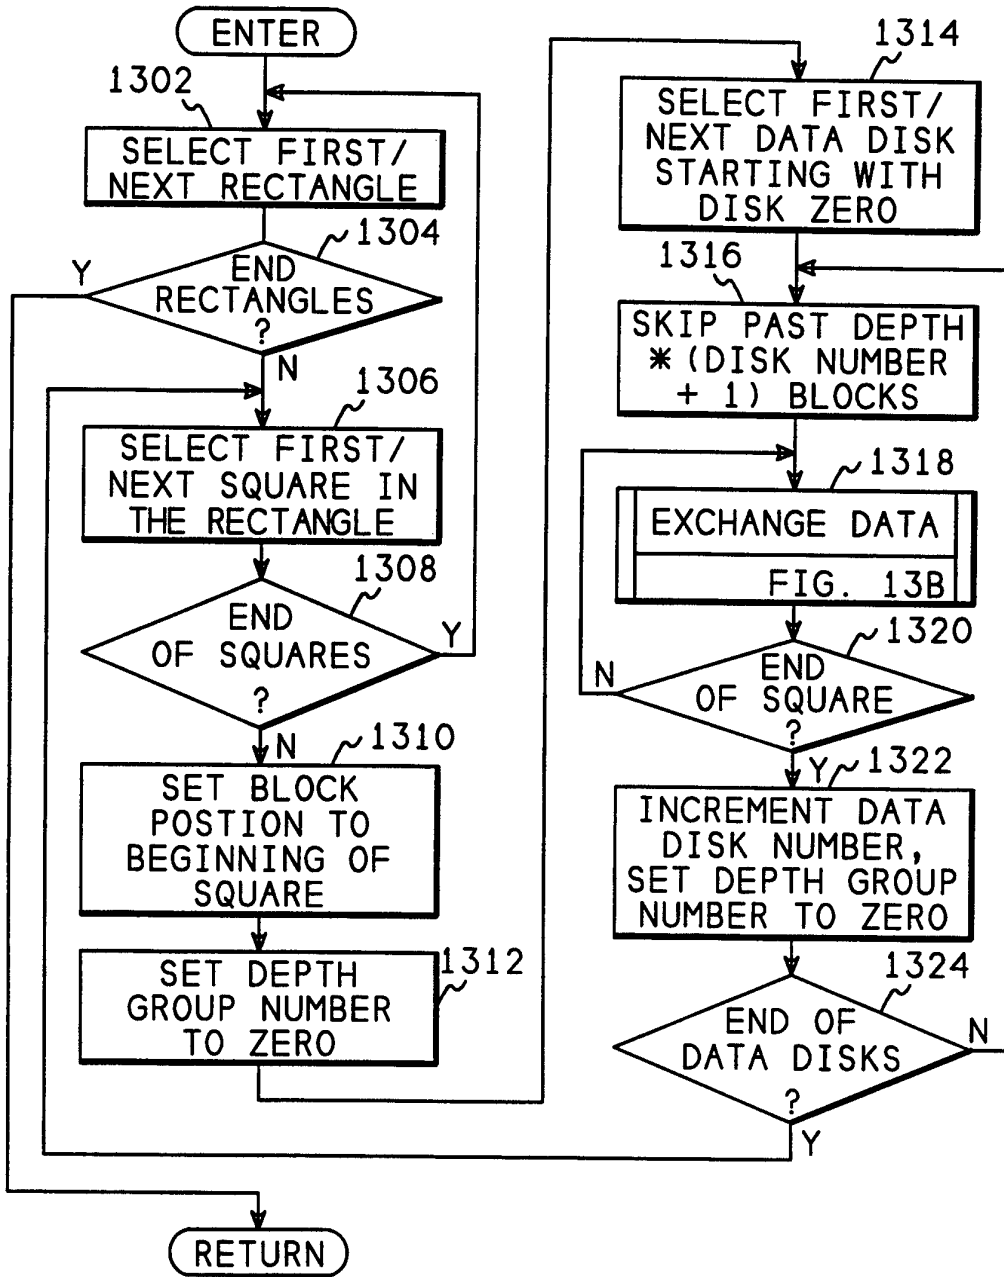 ENTER
1302
SELECT FIRST/
NEXT RECTANGLE
1304
Y
END
RECTANGLES
?
N
1306
SELECT FIRST/
NEXT SQUARE IN
THE RECTANGLE
1308
END
OF SQUARES
?
Y
N
1310
SET BLOCK
POSTION TO
BEGINNING OF
SQUARE
1312
SET DEPTH
GROUP NUMBER
TO ZERO
RETURN
1314
SELECT FIRST/
NEXT DATA DISK
STARTING WITH
DISK ZERO
1316
SKIP PAST DEPTH
*(DISK NUMBER
+ 1) BLOCKS
1318
EXCHANGE DATA
FIG. 13B
1320
N
END
OF SQUARE
?
Y
1322
INCREMENT DATA
DISK NUMBER,
SET DEPTH GROUP
NUMBER TO ZERO
1324
END OF
DATA DISKS
?
N
Y